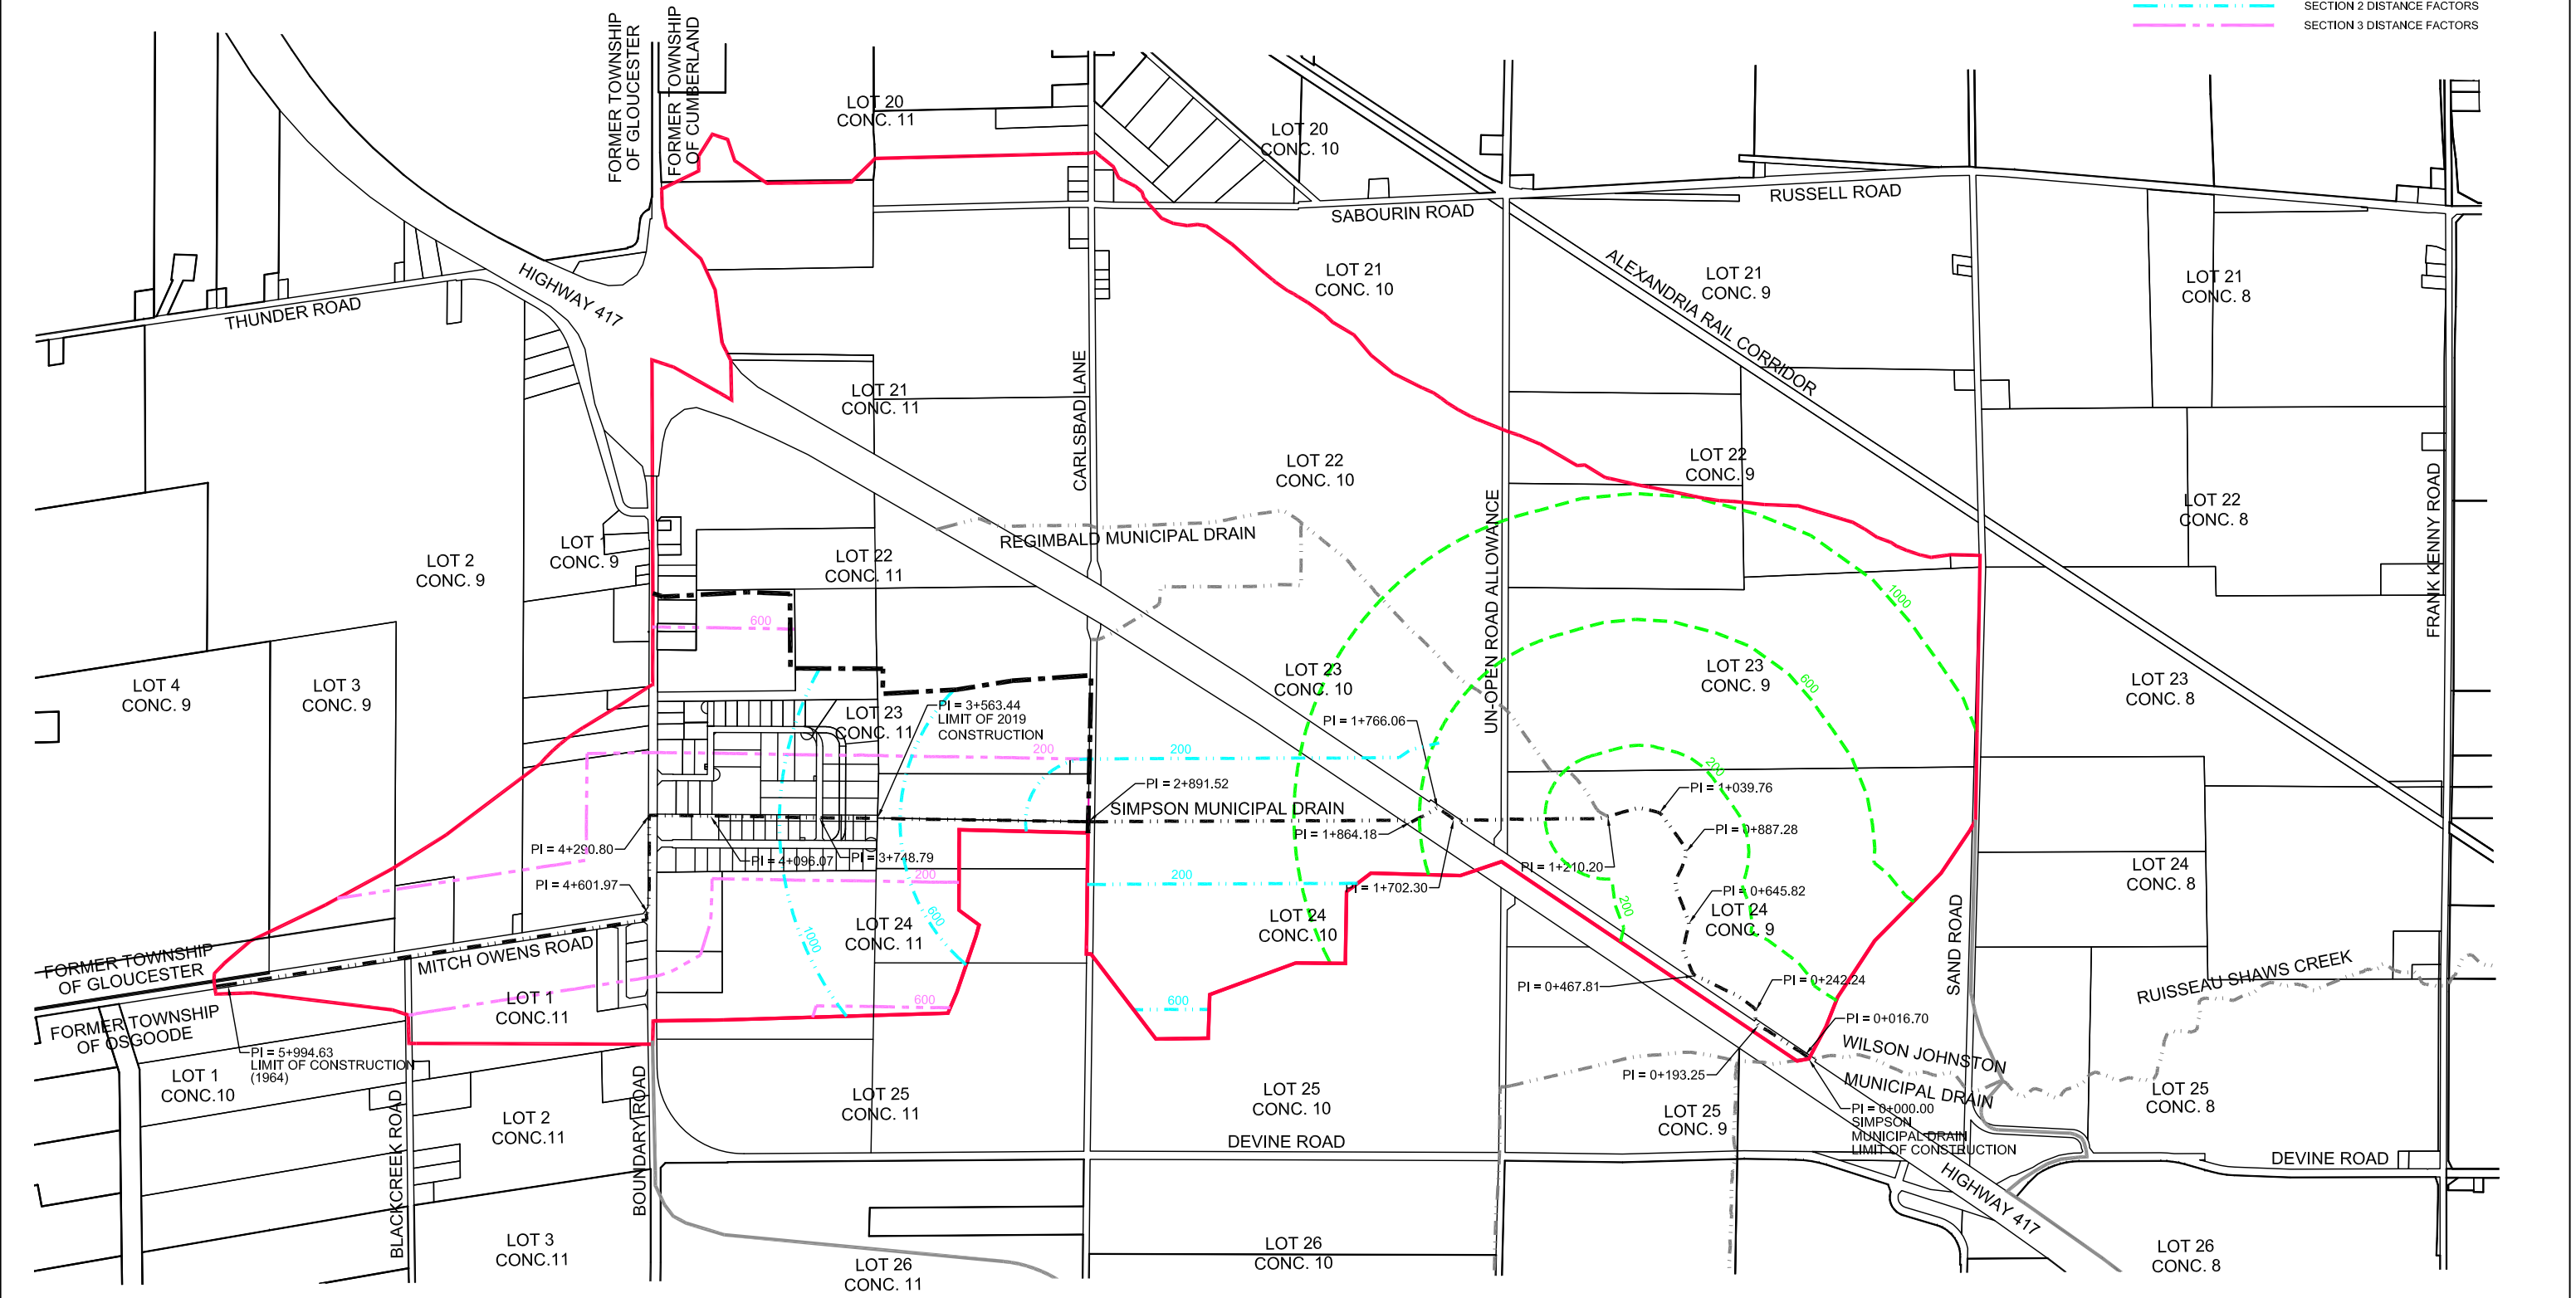 SECTION 2 DISTANCE FACTORS
SECTION 3 DISTANCE FACTORS
FORMER TOWNSHIP
OF GLOUCESTER
FORMER TOWNSHIP
OF CUMBERLAND
LOT 20
CONC. 11
LOT 20
CONC. 10
SABOURIN ROAD
RUSSELL ROAD
HIGHWAY 417
THUNDER ROAD
LOT 21
CONC. 10
ALEXANDRIA RAIL CORRIDOR
LOT 21
CONC. 9
LOT 21
CONC. 8
LOT 21
CONC. 11
CARLSBAD LANE
LOT 22
CONC. 10
LOT 22
CONC. 9
LOT 22
CONC. 8
FRANK KENNY ROAD
UN-OPEN ROAD ALLOWANCE
REGIMBALD MUNICIPAL DRAIN
LOT 2
CONC. 9
LOT 1
CONC. 9
LOT 22
CONC. 11
1000
600
LOT 4
CONC. 9
LOT 3
CONC. 9
LOT 23
CONC. 10
LOT 23
CONC. 9
600
LOT 23
CONC. 8
LOT 23
CONC. 11
PI = 3+563.44
LIMIT OF 2019
CONSTRUCTION
PI = 1+766.06
200
200
200
PI = 2+891.52
PI = 1+039.76
SIMPSON MUNICIPAL DRAIN
PI = 4+290.80
PI = 4+096.07
PI = 3+748.79
PI = 1+864.18
PI = 0+887.28
PI = 1+210.20
PI = 4+601.97
200
200
PI = 1+702.30
PI = 0+645.82
LOT 24
CONC. 8
LOT 24
CONC. 11
600
1000
LOT 24
CONC. 10
200
LOT 24
CONC. 9
SAND ROAD
FORMER TOWNSHIP
OF GLOUCESTER
MITCH OWENS ROAD
PI = 0+467.81
PI = 0+242.24
RUISSEAU SHAWS CREEK
LOT 1
CONC.11
600
600
FORMER TOWNSHIP
OF OSGOODE
PI = 0+016.70
WILSON JOHNSTON
MUNICIPAL DRAIN
PI = 5+994.63
LIMIT OF CONSTRUCTION
(1964)
LOT 1
CONC.10
PI = 0+193.25
BLACKCREEK ROAD
BOUNDARY ROAD
LOT 2
CONC.11
LOT 25
CONC. 11
LOT 25
CONC. 10
LOT 25
CONC. 9
PI = 0+000.00
SIMPSON
MUNICIPAL DRAIN
LIMIT OF CONSTRUCTION
LOT 25
CONC. 8
DEVINE ROAD
DEVINE ROAD
HIGHWAY 417
LOT 3
CONC.11
LOT 26
CONC. 11
LOT 26
CONC. 10
LOT 26
CONC. 8